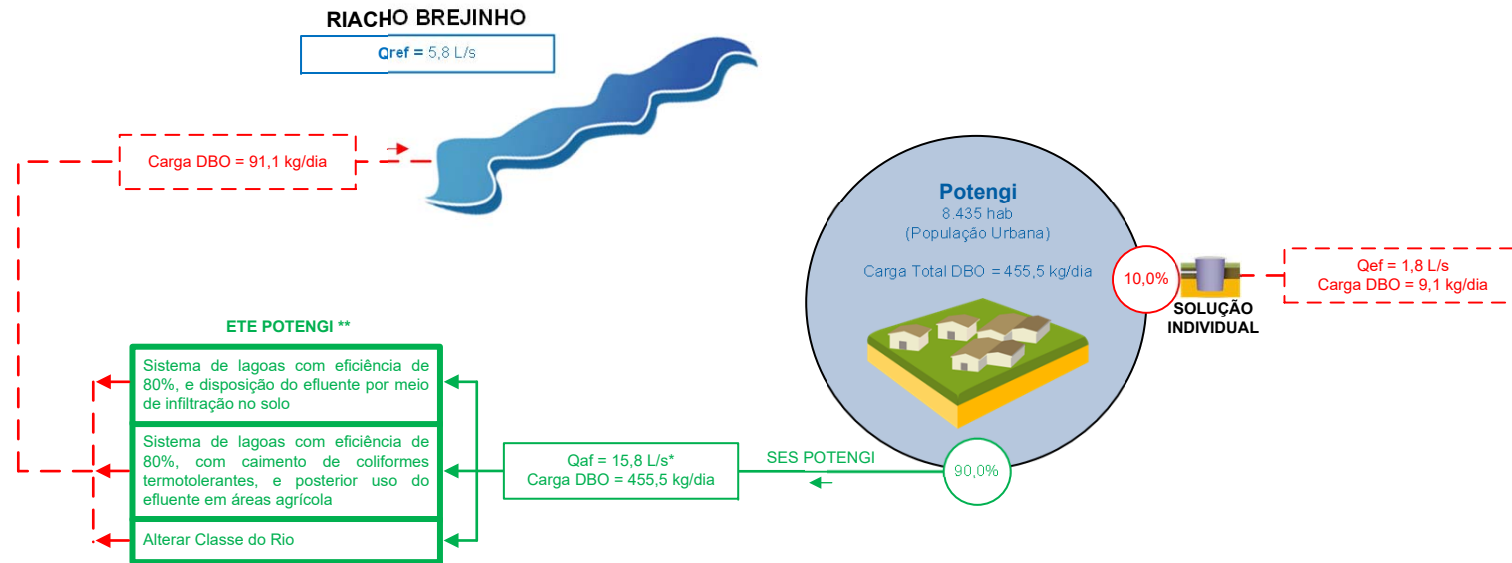 RIACHO BREJINHO
Qref = 5,8 L/s
Carga DBO = 91,1 kg/dia
Potengi
8.435 hab
(População Urbana)
Carga Total DBO = 455,5 kg/dia
10,0%
SOLUÇÃO
INDIVIDUAL
Qef = 1,8 L/s
Carga DBO = 9,1 kg/dia
ETE POTENGI **
Sistema de lagoas com eficiência de
80%, e disposição do efluente por meio
de infiltração no solo
Sistema de lagoas com eficiência de
80%, com caimento de coliformes
termotolerantes, e posterior uso do
efluente em áreas agrícola
Alterar Classe do Rio
Qaf = 15,8 L/s*
Carga DBO = 455,5 kg/dia
SES POTENGI
90,0%